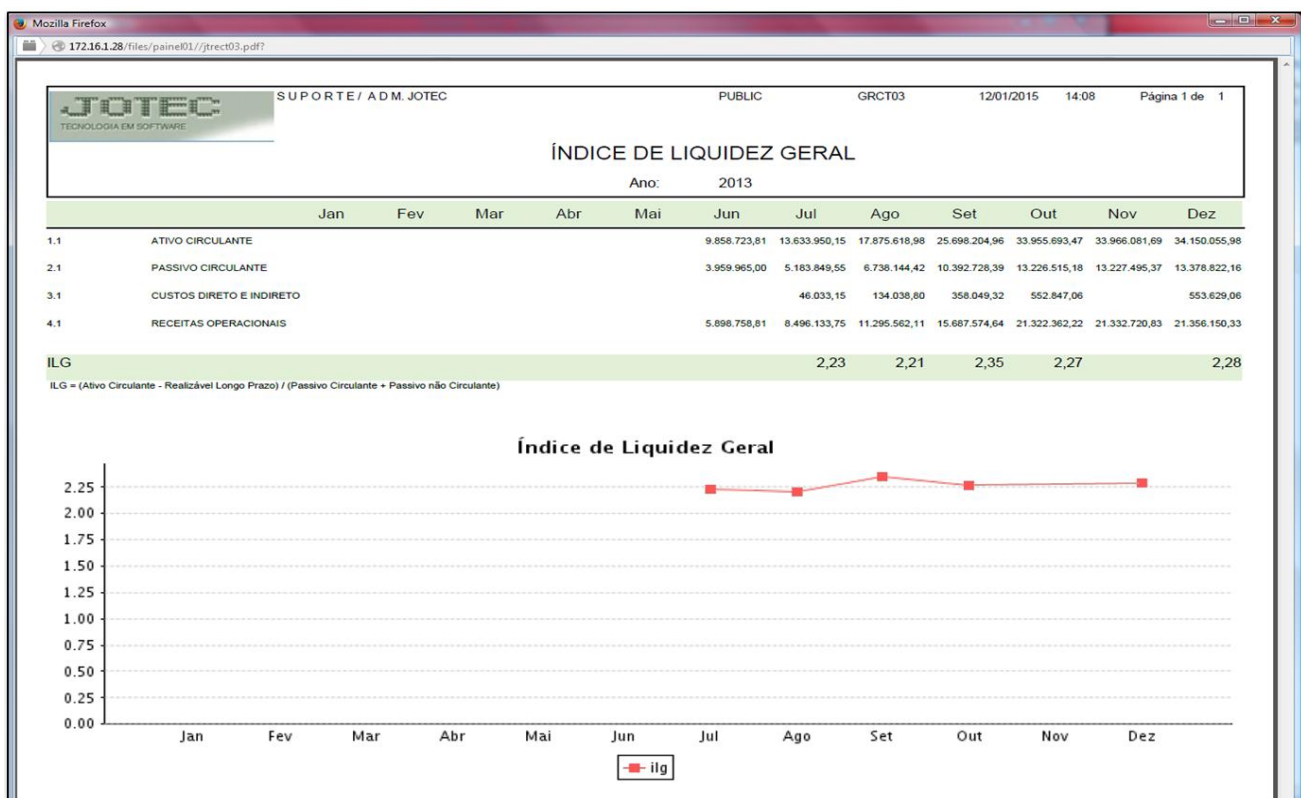 Mozilla Firefox
172.16.1.28/files/painel01//jtrect03.pdf?
JOTEC
TECNOLOGIA EM SOFTWARE
SUPORTE/ ADM. JOTEC PUBLIC GRCT03 12/01/2015 14:08 Página 1 de 1
ÍNDICE DE LIQUIDEZ GERAL
Ano: 2013
Jan Fev Mar Abr Mai Jun Jul Ago Set Out Nov Dez
1.1 ATIVO CIRCULANTE 9.858.723,81 13.633.950,15 17.875.618,98 25.698.204,96 33.955.693,47 33.966.081,69 34.150.055,98
2.1 PASSIVO CIRCULANTE 3.959.965,00 5.183.849,55 6.738.144,42 10.392.728,39 13.226.515,18 13.227.495,37 13.378.822,16
3.1 CUSTOS DIRETO E INDIRETO 46.033,15 134.038,80 358.049,32 552.847,06 553.629,06
4.1 RECEITAS OPERACIONAIS 5.898.758,81 8.496.133,75 11.295.562,11 15.687.574,64 21.322.362,22 21.332.720,83 21.356.150,33
ILG 2,23 2,21 2,35 2,27 2,28
ILG = (Ativo Circulante - Realizável Longo Prazo) / (Passivo Circulante + Passivo não Circulante)
Índice de Liquidez Geral
2.25
2.00
1.75
1.50
1.25
1.00
0.75
0.50
0.25
0.00
Jan Fev Mar Abr Mai Jun Jul Ago Set Out Nov Dez
ilg